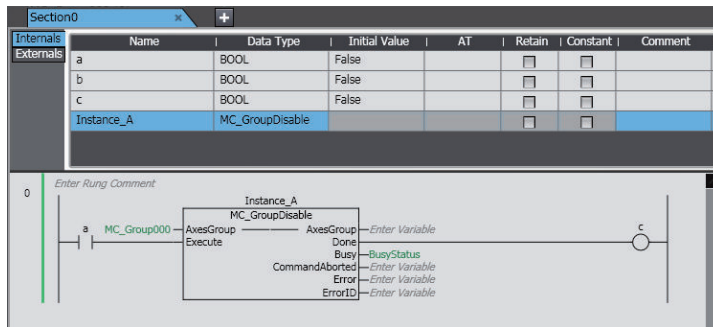 Section0 × +
Internals
Externals
Name | Data Type | Initial Value | AT | Retain | Constant | Comment
a BOOL False
b BOOL False
c BOOL False
Instance_A MC_GroupDisable
0 Enter Rung Comment
Instance_A
MC_GroupDisable
a MC_Group000 AxesGroup AxesGroup Enter Variable c
Execute Done
Busy BusyStatus
CommandAborted Enter Variable
Error Enter Variable
ErrorID Enter Variable